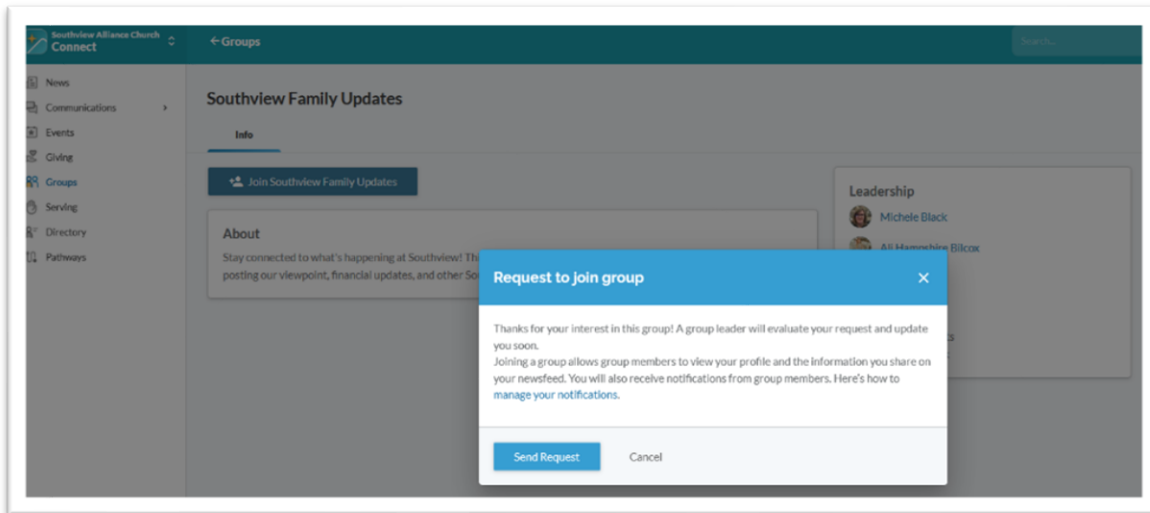 Southview Alliance Church
Connect
Groups
Search...
News
Communications
Events
Giving
Groups
Serving
Directory
Pathways
Southview Family Updates
Info
Join Southview Family Updates
About
Stay connected to what's happening at Southview!
posting our viewpoint, financial updates, and other
Leadership
Michele Black
Ali Hampshire Bilcox
Request to join group
Thanks for your interest in this group! A group leader will evaluate your request and update
you soon.
Joining a group allows group members to view your profile and the information you share on
your newsfeed. You will also receive notifications from group members. Here's how to
manage your notifications.
Send Request
Cancel